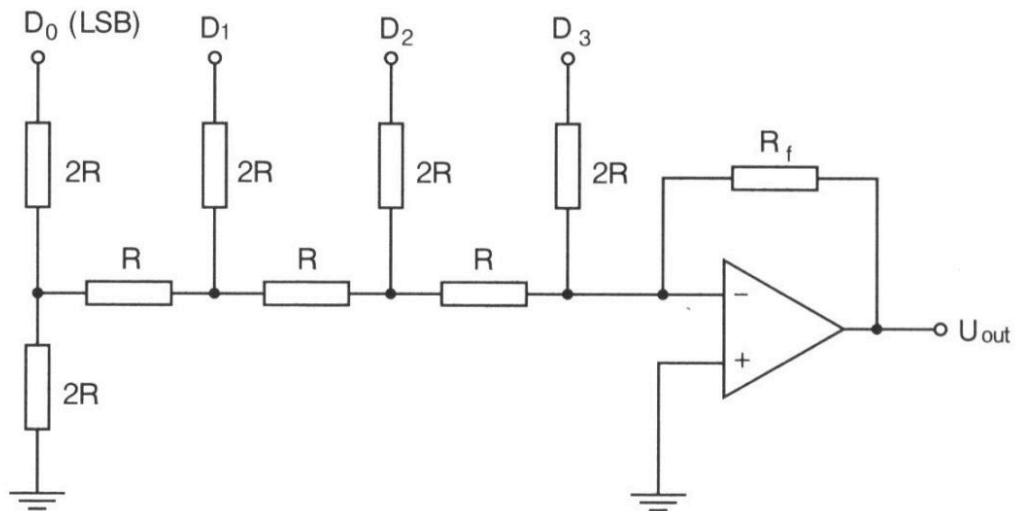 D0 (LSB) D1 D2 D3
2R 2R 2R 2R Rf
R R R
− +
2R
Uout